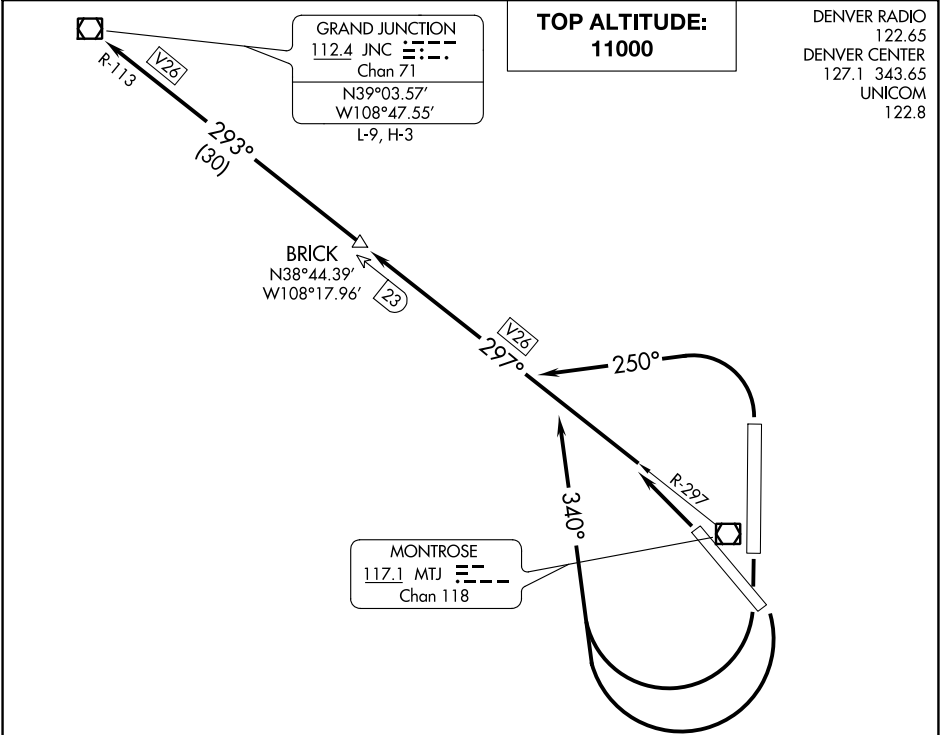 GRAND JUNCTION
112.4 JNC
Chan 71
N39°03.57'
W108°47.55'
L-9, H-3
TOP ALTITUDE:
11000
DENVER RADIO
122.65
DENVER CENTER
127.1 343.65
UNICOM
122.8
R-113
V26
293°
(30)
BRICK
N38°44.39'
W108°17.96'
23
V26
297°
250°
R-297
340°
MONTROSE
117.1 MTJ
Chan 118